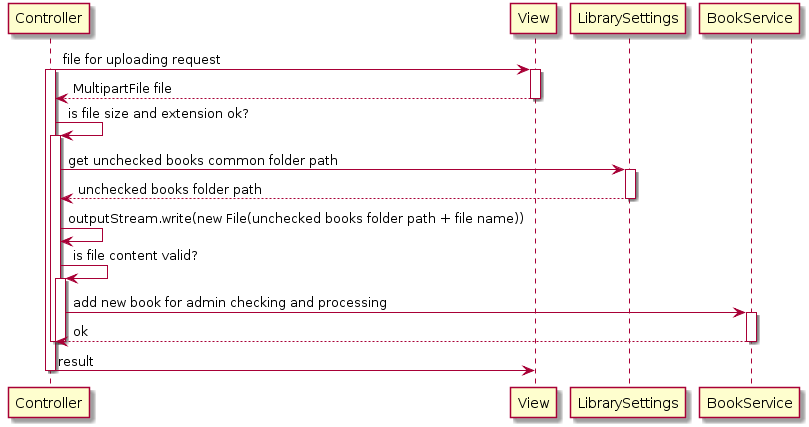 Controller
View
LibrarySettings
BookService
file for uploading request
MultipartFile file
is file size and extension ok?
get unchecked books common folder path
unchecked books folder path
outputStream.write(new File(unchecked books folder path + file name))
is file content valid?
add new book for admin checking and processing
ok
result
Controller
View
LibrarySettings
BookService